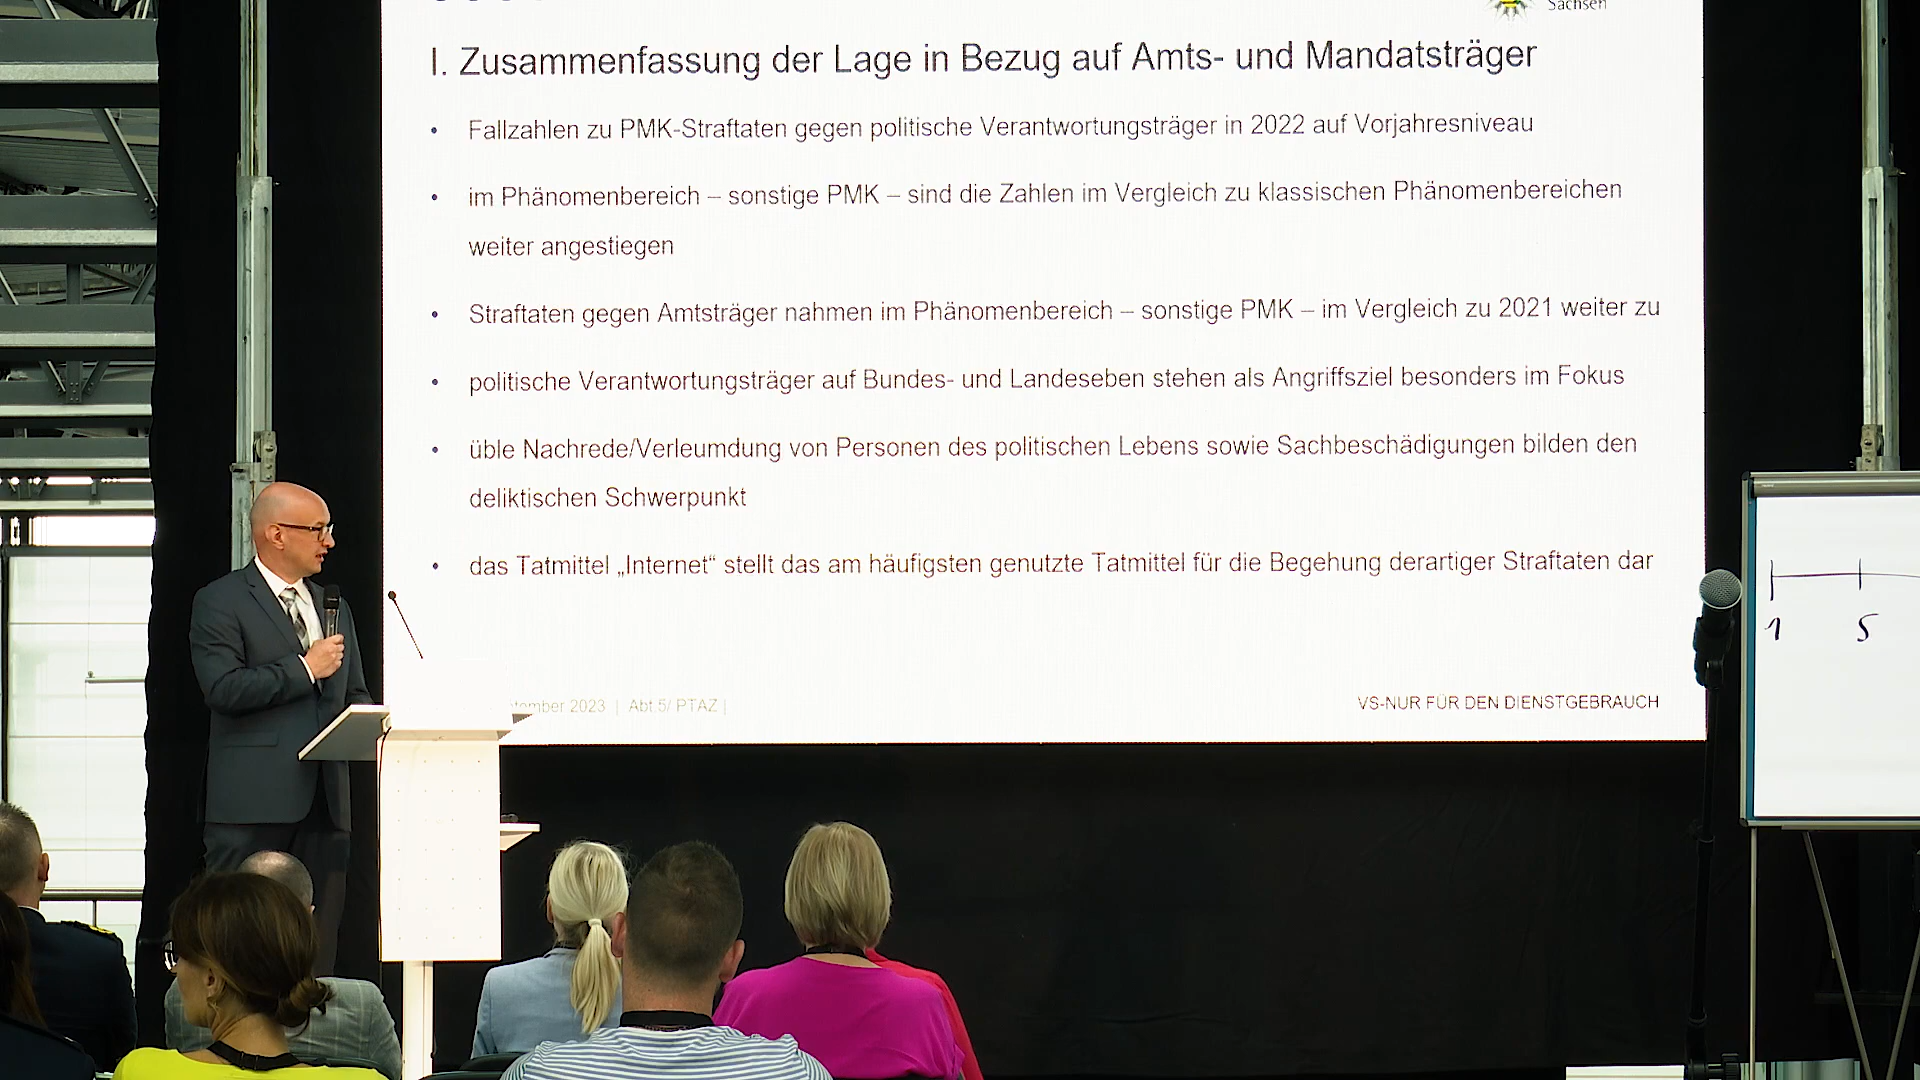 Sachsen
I. Zusammenfassung der Lage in Bezug auf Amts- und Mandatsträger
• Fallzahlen zu PMK-Straftaten gegen politische Verantwortungsträger in 2022 auf Vorjahresniveau
• im Phänomenbereich – sonstige PMK – sind die Zahlen im Vergleich zu klassischen Phänomenbereichen
weiter angestiegen
• Straftaten gegen Amtsträger nahmen im Phänomenbereich – sonstige PMK – im Vergleich zu 2021 weiter zu
• politische Verantwortungsträger auf Bundes- und Landeseben stehen als Angriffsziel besonders im Fokus
• üble Nachrede/Verleumdung von Personen des politischen Lebens sowie Sachbeschädigungen bilden den
deliktischen Schwerpunkt
• das Tatmittel „Internet“ stellt das am häufigsten genutzte Tatmittel für die Begehung derartiger Straftaten dar
2023 | Abt.5/ PTAZ |
VS-NUR FÜR DEN DIENSTGEBRAUCH
1 5